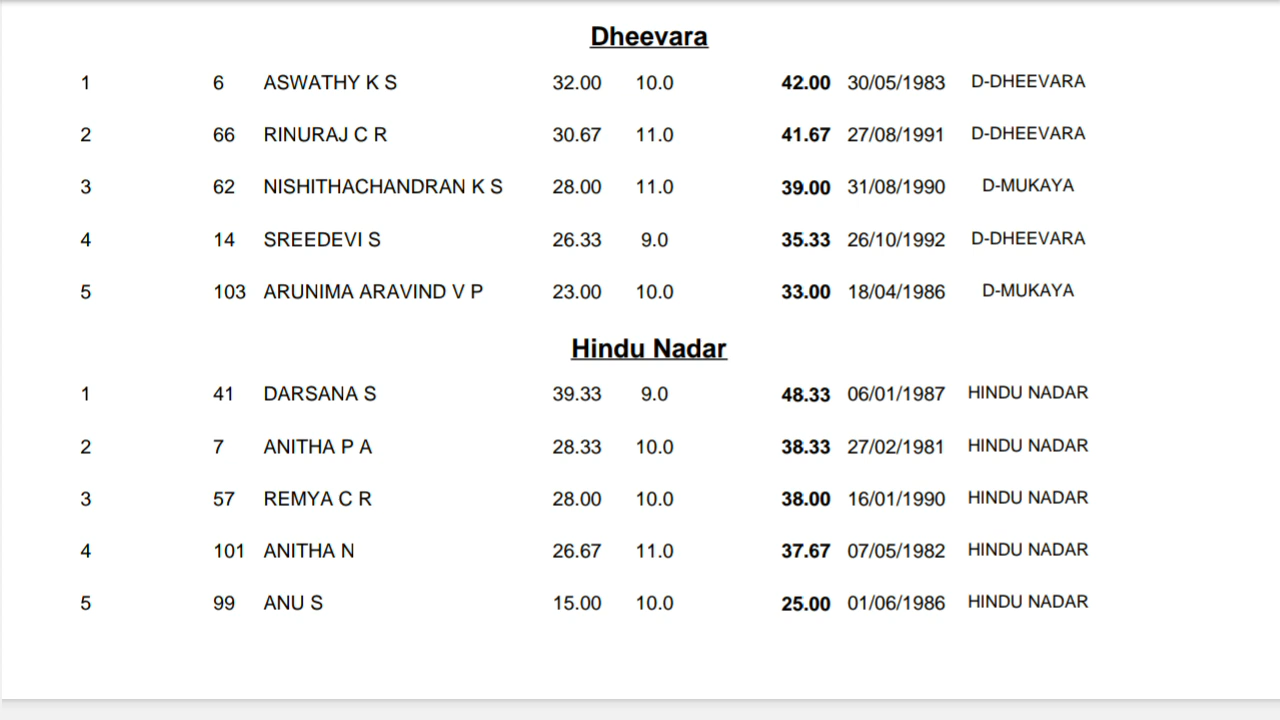 Dheevara
1 6 ASWATHY K S 32.00 10.0 42.00 30/05/1983 D-DHEEVARA
2 66 RINURAJ C R 30.67 11.0 41.67 27/08/1991 D-DHEEVARA
3 62 NISHITHACHANDRAN K S 28.00 11.0 39.00 31/08/1990 D-MUKAYA
4 14 SREEDEVI S 26.33 9.0 35.33 26/10/1992 D-DHEEVARA
5 103 ARUNIMA ARAVIND V P 23.00 10.0 33.00 18/04/1986 D-MUKAYA
Hindu Nadar
1 41 DARSANA S 39.33 9.0 48.33 06/01/1987 HINDU NADAR
2 7 ANITHA P A 28.33 10.0 38.33 27/02/1981 HINDU NADAR
3 57 REMYA C R 28.00 10.0 38.00 16/01/1990 HINDU NADAR
4 101 ANITHA N 26.67 11.0 37.67 07/05/1982 HINDU NADAR
5 99 ANU S 15.00 10.0 25.00 01/06/1986 HINDU NADAR